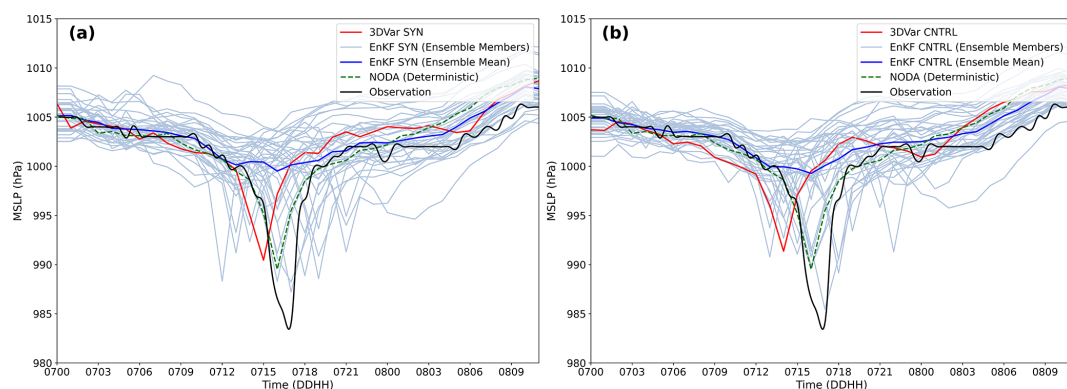 (a)
3DVar SYN
EnKF SYN (Ensemble Members)
EnKF SYN (Ensemble Mean)
NODA (Deterministic)
Observation
MSLP (hPa)
1015
1010
1005
1000
995
990
985
980
0700 0703 0706 0709 0712 0715 0718 0721 0800 0803 0806 0809
Time (DDHH)
(b)
3DVar CNTRL
EnKF CNTRL (Ensemble Members)
EnKF CNTRL (Ensemble Mean)
NODA (Deterministic)
Observation
MSLP (hPa)
1015
1010
1005
1000
995
990
985
980
0700 0703 0706 0709 0712 0715 0718 0721 0800 0803 0806 0809
Time (DDHH)